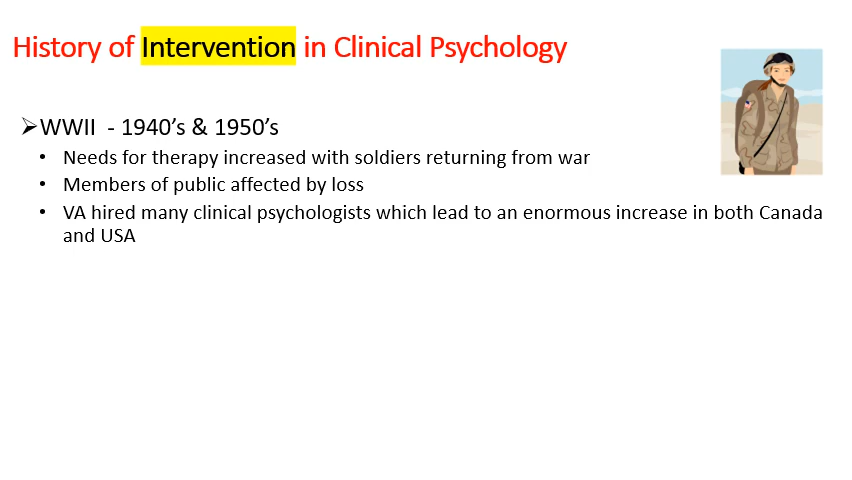 History of Intervention in Clinical Psychology
➢WWII - 1940’s & 1950’s
• Needs for therapy increased with soldiers returning from war
• Members of public affected by loss
• VA hired many clinical psychologists which lead to an enormous increase in both Canada
and USA